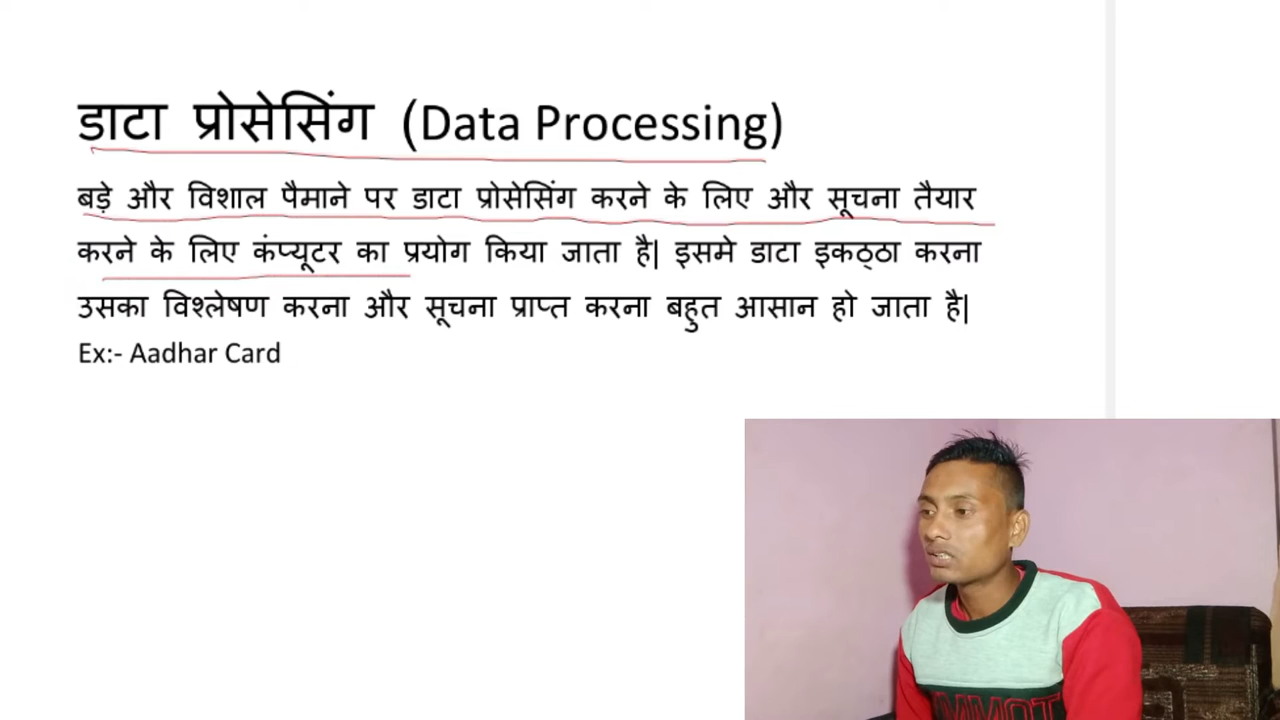 डाटा प्रोसेसिंग (Data Processing)
बड़े और विशाल पैमाने पर डाटा प्रोसेसिंग करने के लिए और सूचना तैयार
करने के लिए कंप्यूटर का प्रयोग किया जाता है| इसमे डाटा इकठ्ठा करना
उसका विश्लेषण करना और सूचना प्राप्त करना बहुत आसान हो जाता है|
Ex:- Aadhar Card